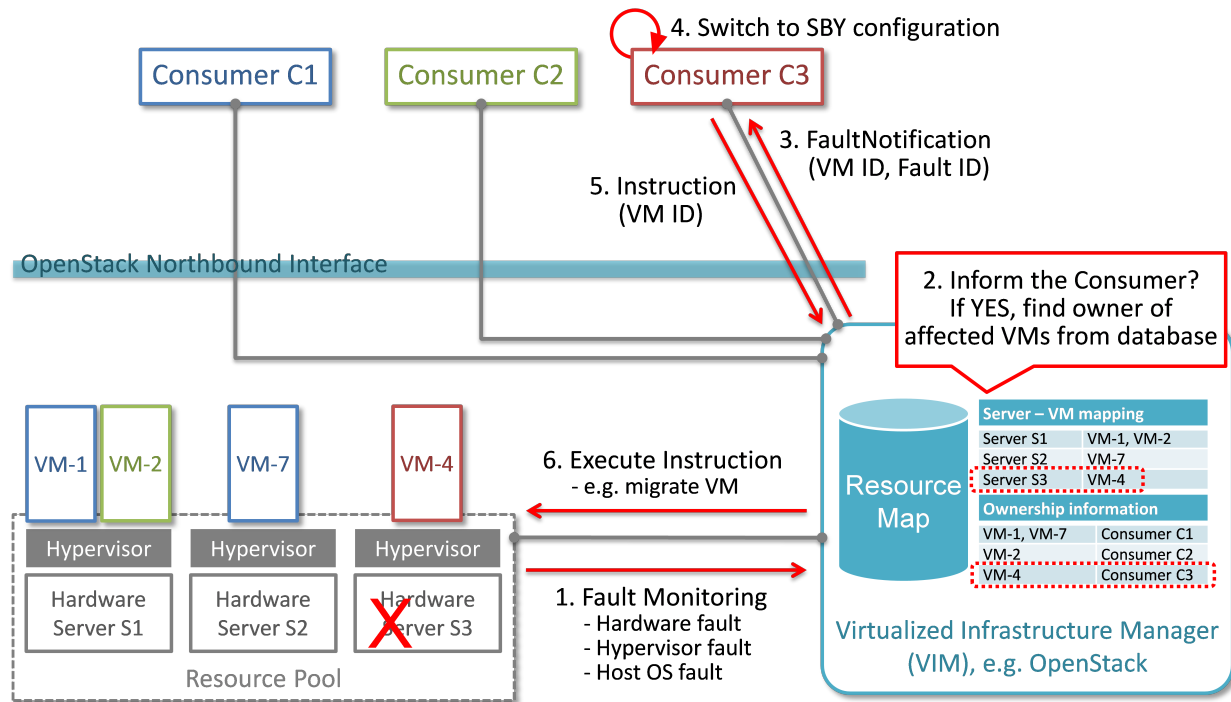 4. Switch to SBY configuration
Consumer C1
Consumer C2
Consumer C3
3. FaultNotification
(VM ID, Fault ID)
5. Instruction
(VM ID)
OpenStack Northbound Interface
2. Inform the Consumer?
If YES, find owner of
affected VMs from database
Resource
Map
Server – VM mapping
Server S1 VM-1, VM-2
Server S2 VM-7
Server S3 VM-4
Ownership information
VM-1, VM-7 Consumer C1
VM-2 Consumer C2
VM-4 Consumer C3
Virtualized Infrastructure Manager
(VIM), e.g. OpenStack
VM-1
VM-2
VM-7
VM-4
6. Execute Instruction
- e.g. migrate VM
Hypervisor
Hypervisor
Hypervisor
Hardware
Server S1
Hardware
Server S2
Hardware
Server S3
X
Resource Pool
1. Fault Monitoring
- Hardware fault
- Hypervisor fault
- Host OS fault